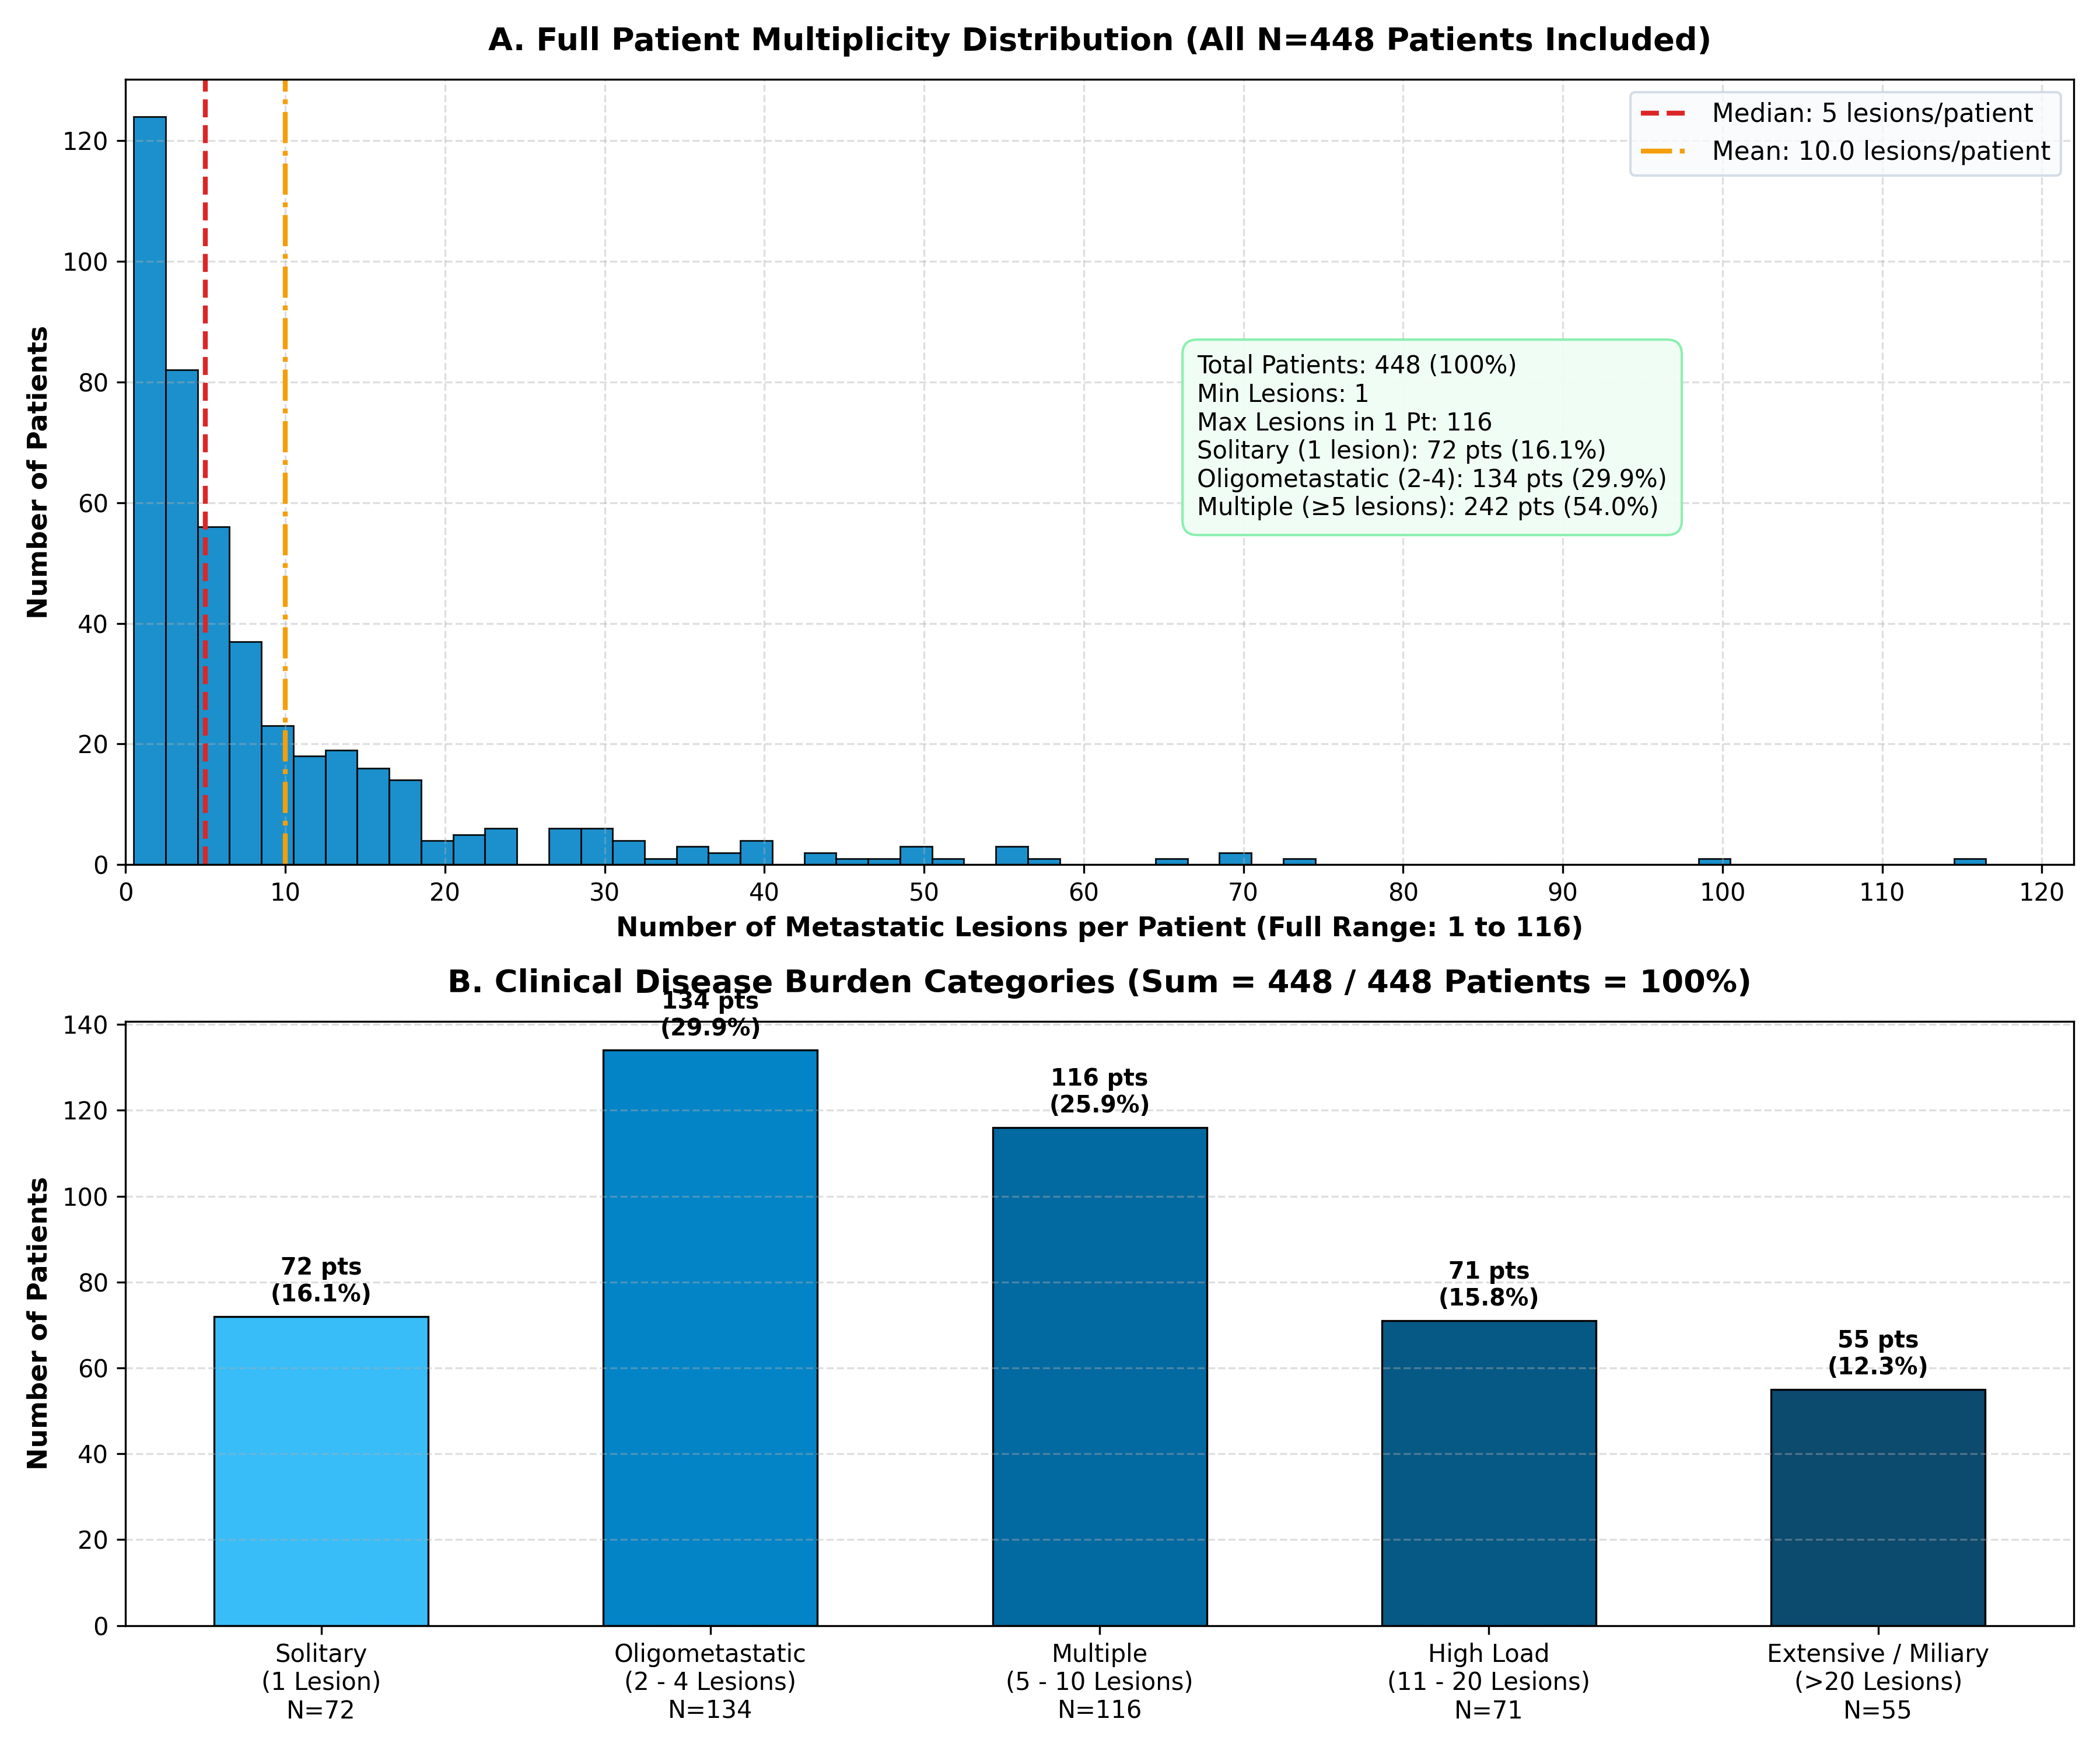 A. Full Patient Multiplicity Distribution (All N=448 Patients Included)
Number of Patients
120
100
80
60
40
20
0
Median: 5 lesions/patient
Mean: 10.0 lesions/patient
Total Patients: 448 (100%)
Min Lesions: 1
Max Lesions in 1 Pt: 116
Solitary (1 lesion): 72 pts (16.1%)
Oligometastatic (2-4): 134 pts (29.9%)
Multiple (≥5 lesions): 242 pts (54.0%)
0 10 20 30 40 50 60 70 80 90 100 110 120
Number of Metastatic Lesions per Patient (Full Range: 1 to 116)
B. Clinical Disease Burden Categories (Sum = 448 / 448 Patients = 100%)
Number of Patients
140
120
100
80
60
40
20
0
72 pts
(16.1%)
134 pts
(29.9%)
116 pts
(25.9%)
71 pts
(15.8%)
55 pts
(12.3%)
Solitary
(1 Lesion)
N=72
Oligometastatic
(2 - 4 Lesions)
N=134
Multiple
(5 - 10 Lesions)
N=116
High Load
(11 - 20 Lesions)
N=71
Extensive / Miliary
(>20 Lesions)
N=55